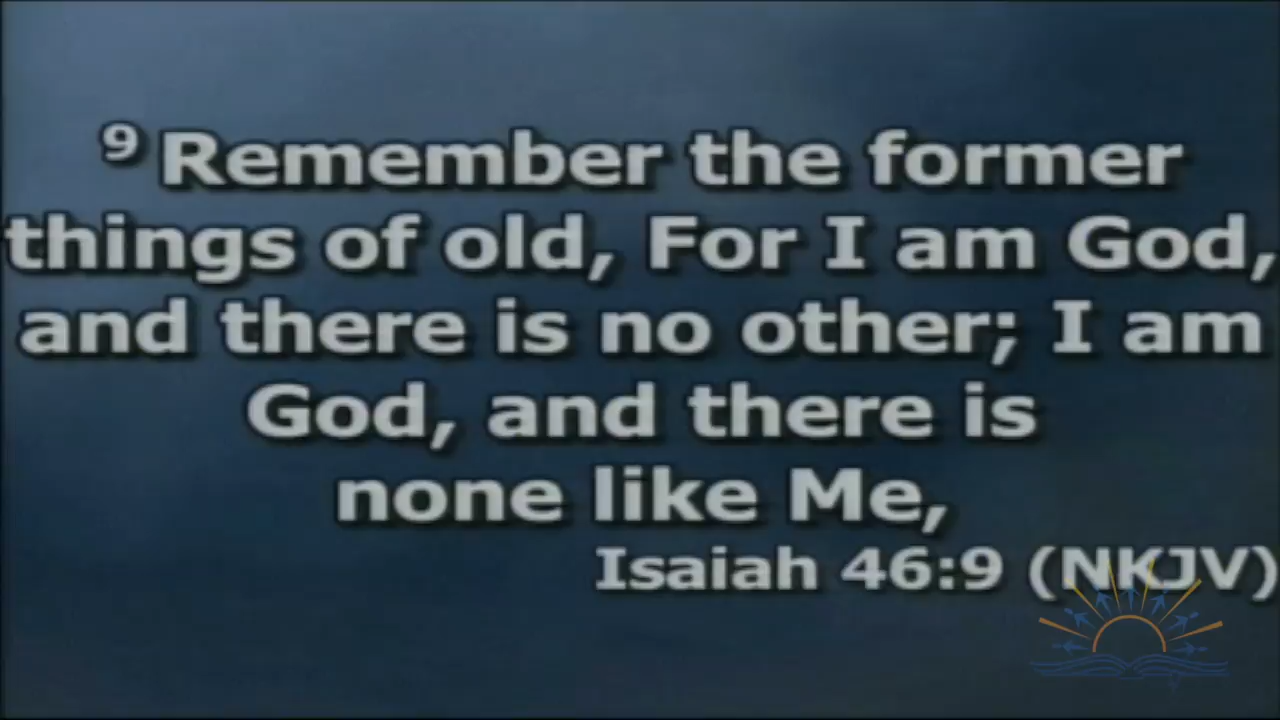 9 Remember the former
things of old, For I am God,
and there is no other; I am
God, and there is
none like Me,
Isaiah 46:9 (NKJV)